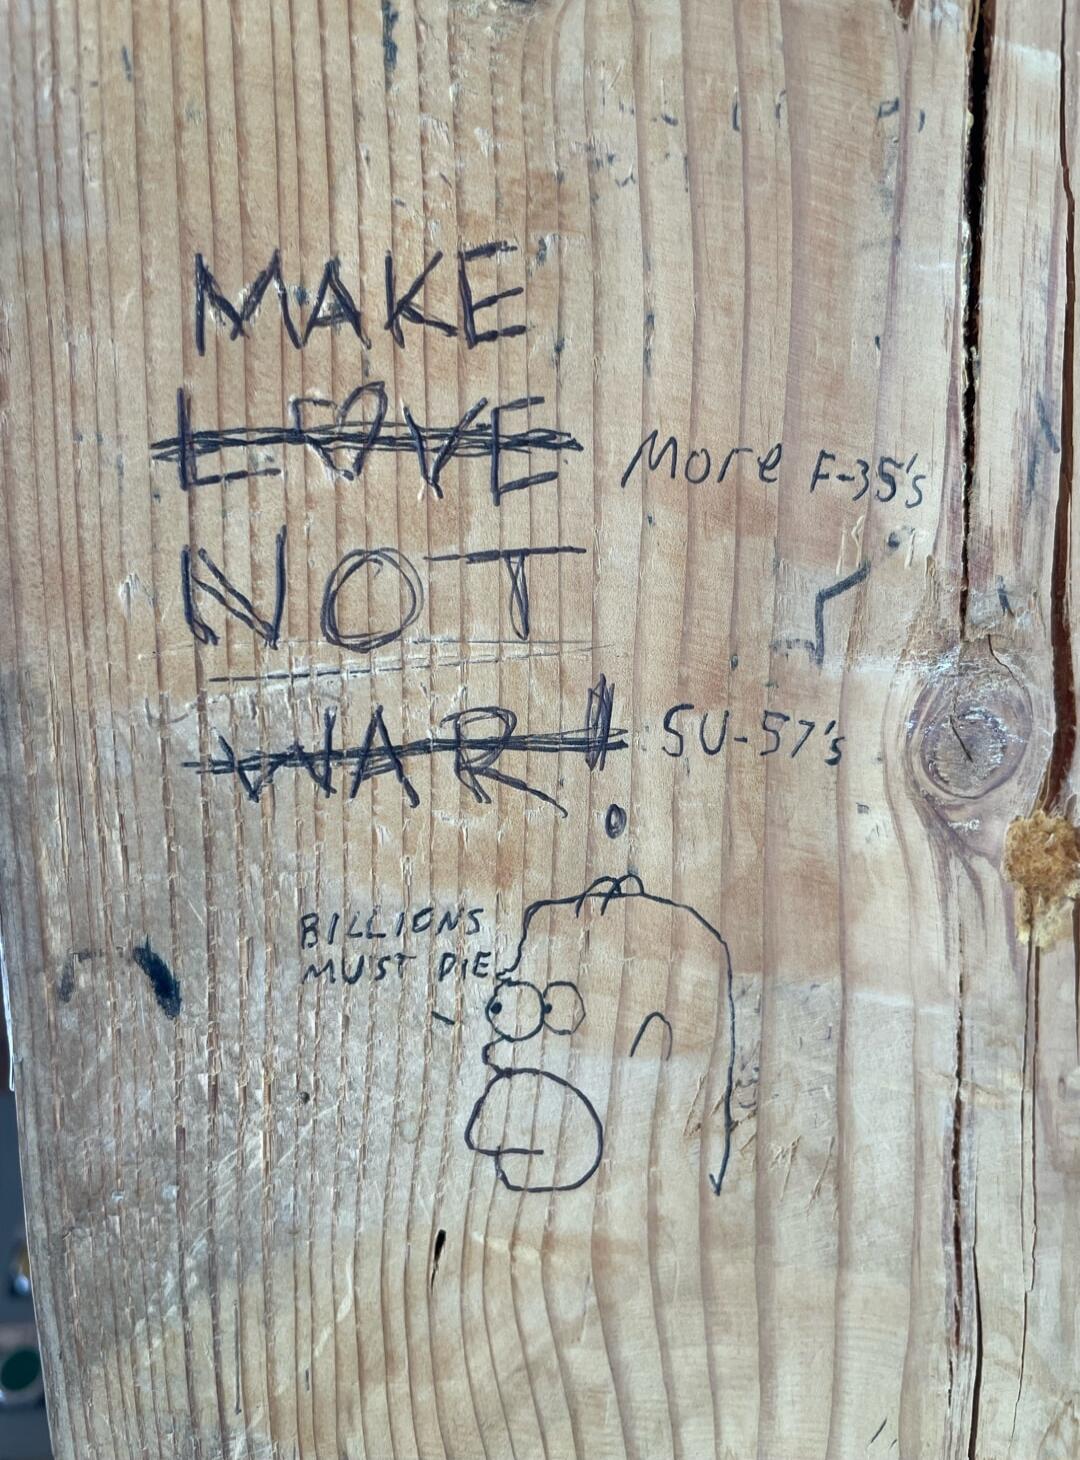 MAKE
LOVE More F-35's
NOT
WAR! SU-57's
BILLIONS
MUST DIE